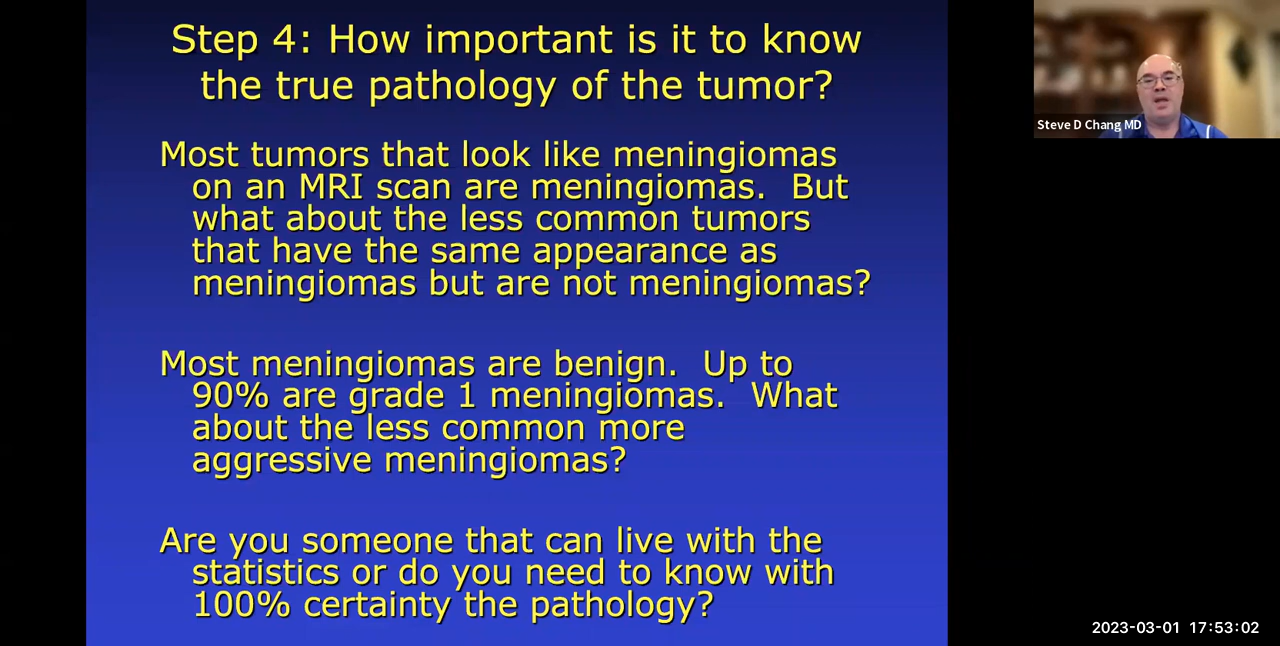 Step 4: How important is it to know
the true pathology of the tumor?
Most tumors that look like meningiomas
on an MRI scan are meningiomas.  But
what about the less common tumors
that have the same appearance as
meningiomas but are not meningiomas?
Most meningiomas are benign.  Up to
90% are grade 1 meningiomas.  What
about the less common more
aggressive meningiomas?
Are you someone that can live with the
statistics or do you need to know with
100% certainty the pathology?
Steve D Chang MD
2023-03-01 17:53:02